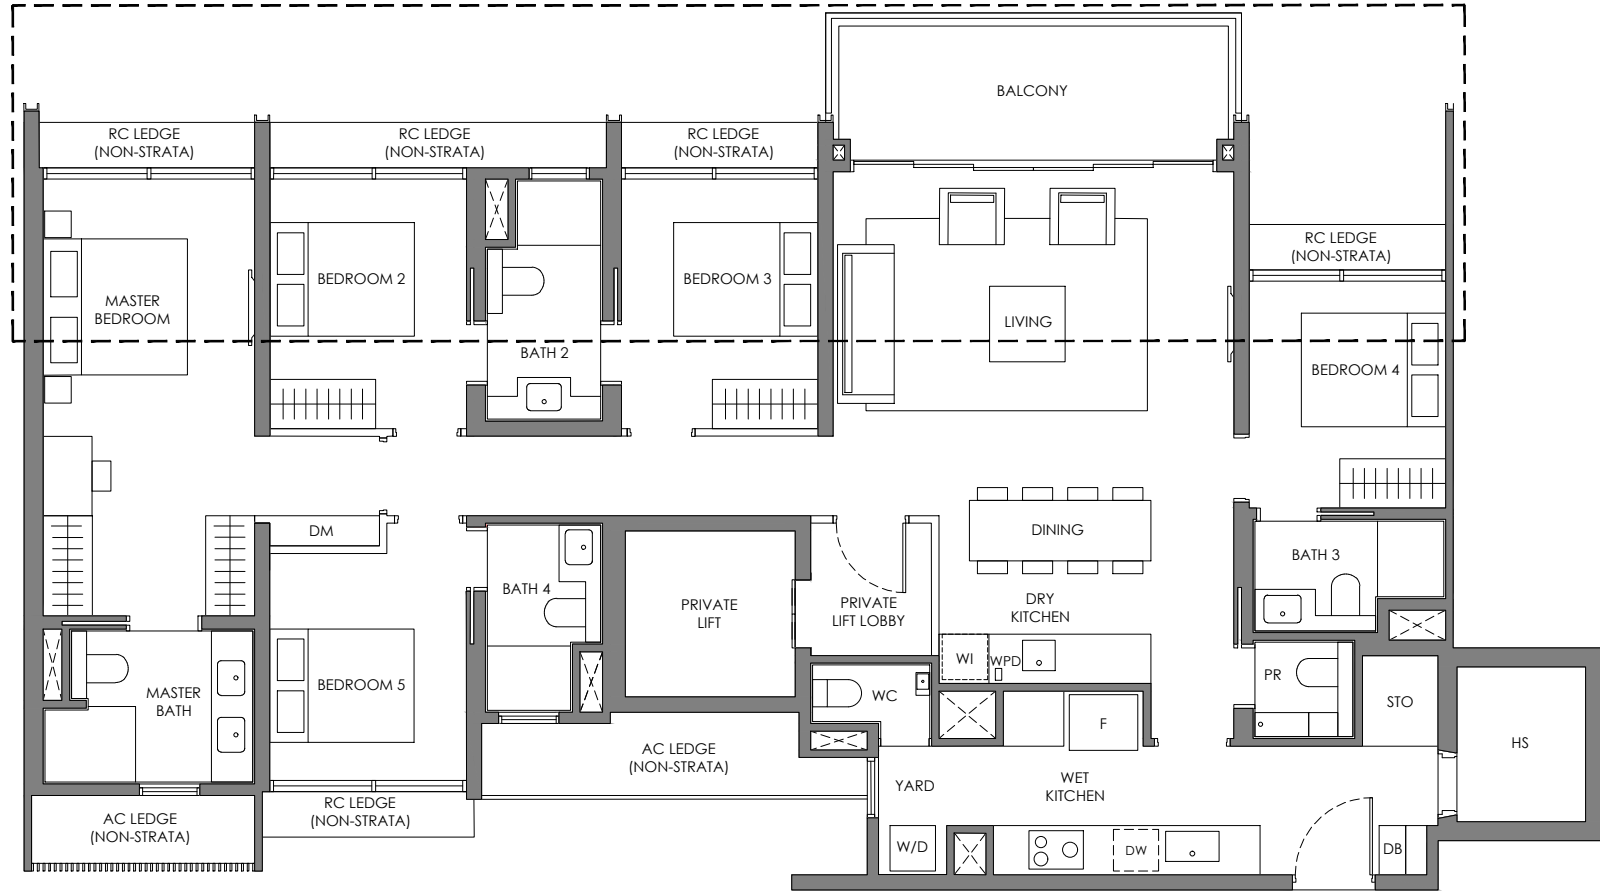 BALCONY
RC LEDGE
(NON-STRATA)
RC LEDGE
(NON-STRATA)
RC LEDGE
(NON-STRATA)
RC LEDGE
(NON-STRATA)
MASTER
BEDROOM
BEDROOM 2
BEDROOM 3
LIVING
BATH 2
BEDROOM 4
DM
DINING
BATH 3
BATH 4
PRIVATE
LIFT
PRIVATE
LIFT LOBBY
DRY
KITCHEN
WI
WPD
MASTER
BATH
BEDROOM 5
WC
PR
STO
F
HS
AC LEDGE
(NON-STRATA)
YARD
WET
KITCHEN
AC LEDGE
(NON-STRATA)
RC LEDGE
(NON-STRATA)
W/D
DW
DB